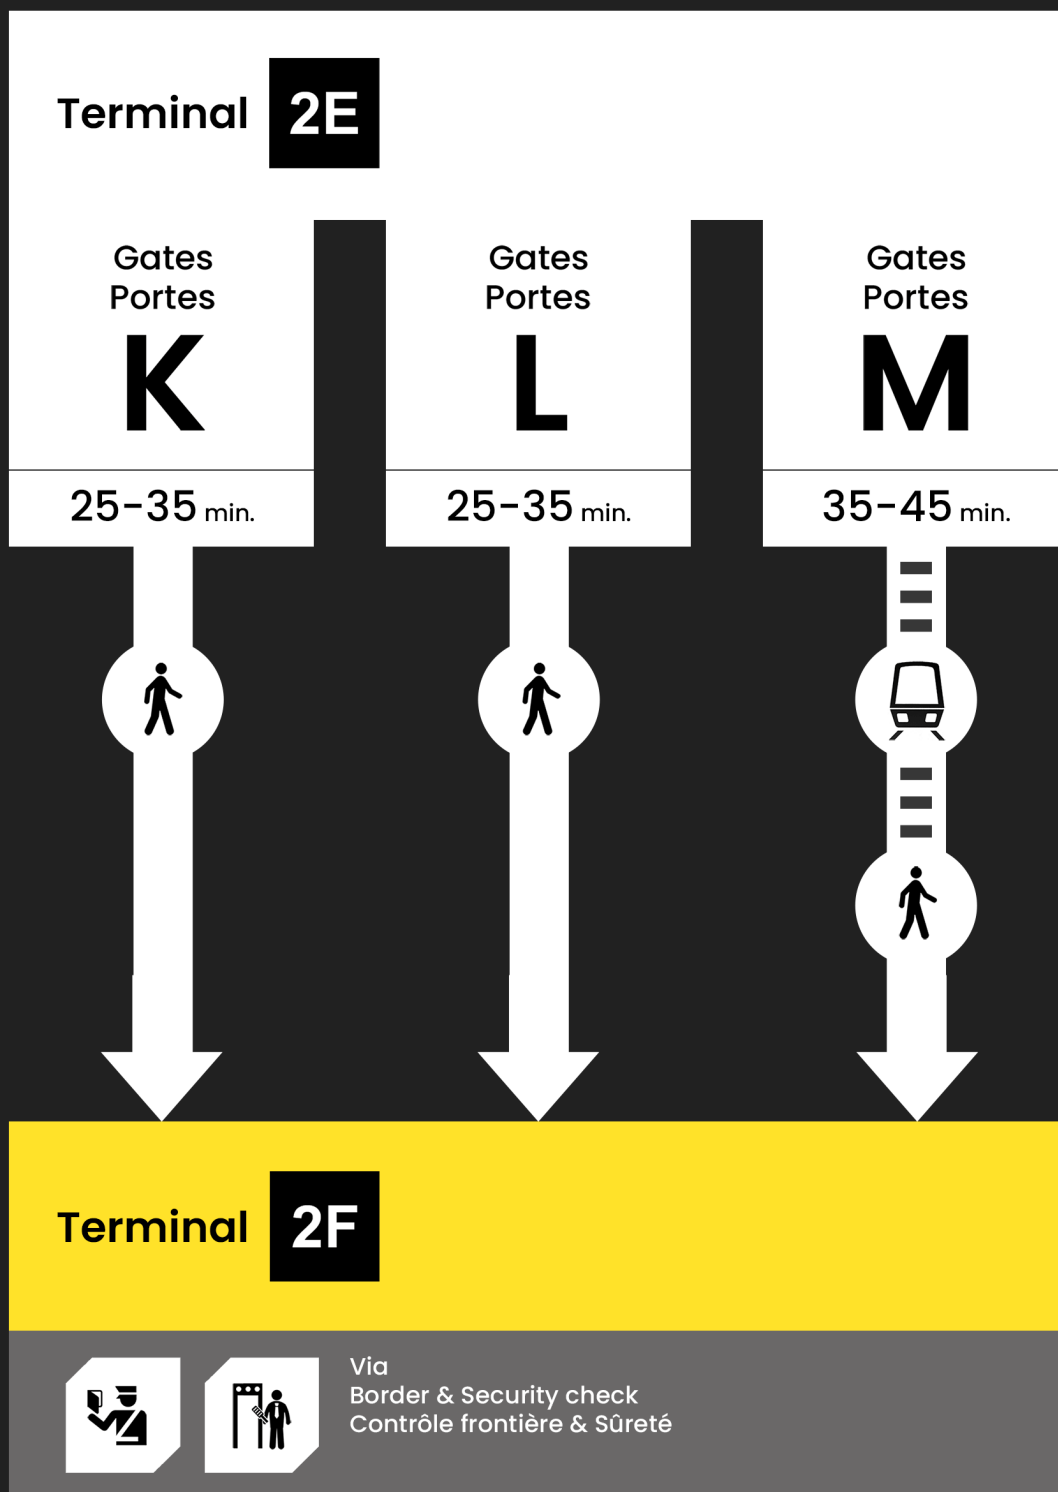 Terminal 2E
Gates
Portes
K
25-35 min.
Gates
Portes
L
25-35 min.
Gates
Portes
M
35-45 min.
Terminal 2F
Via
Border & Security check
Contrôle frontière & Sûreté